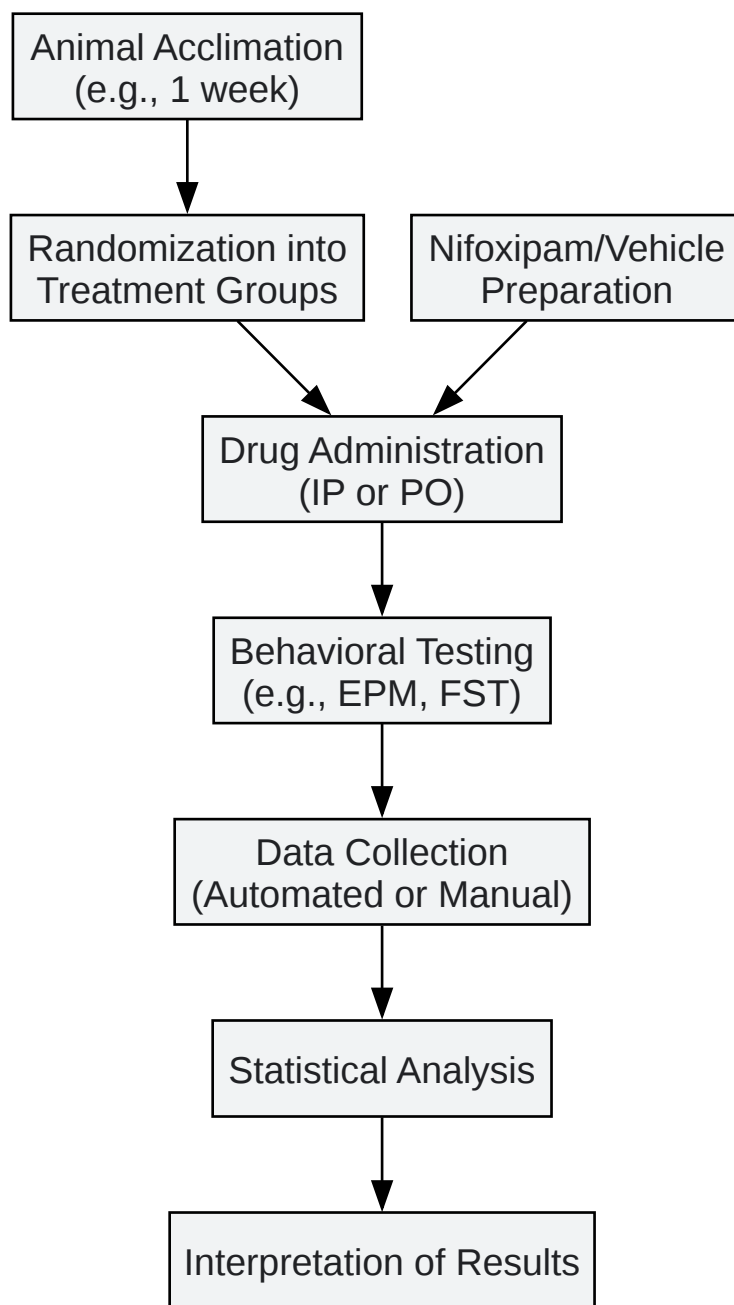 Animal Acclimation
(e.g., 1 week)
Randomization into
Treatment Groups
Nifoxipam/Vehicle
Preparation
Drug Administration
(IP or PO)
Behavioral Testing
(e.g., EPM, FST)
Data Collection
(Automated or Manual)
Statistical Analysis
Interpretation of Results